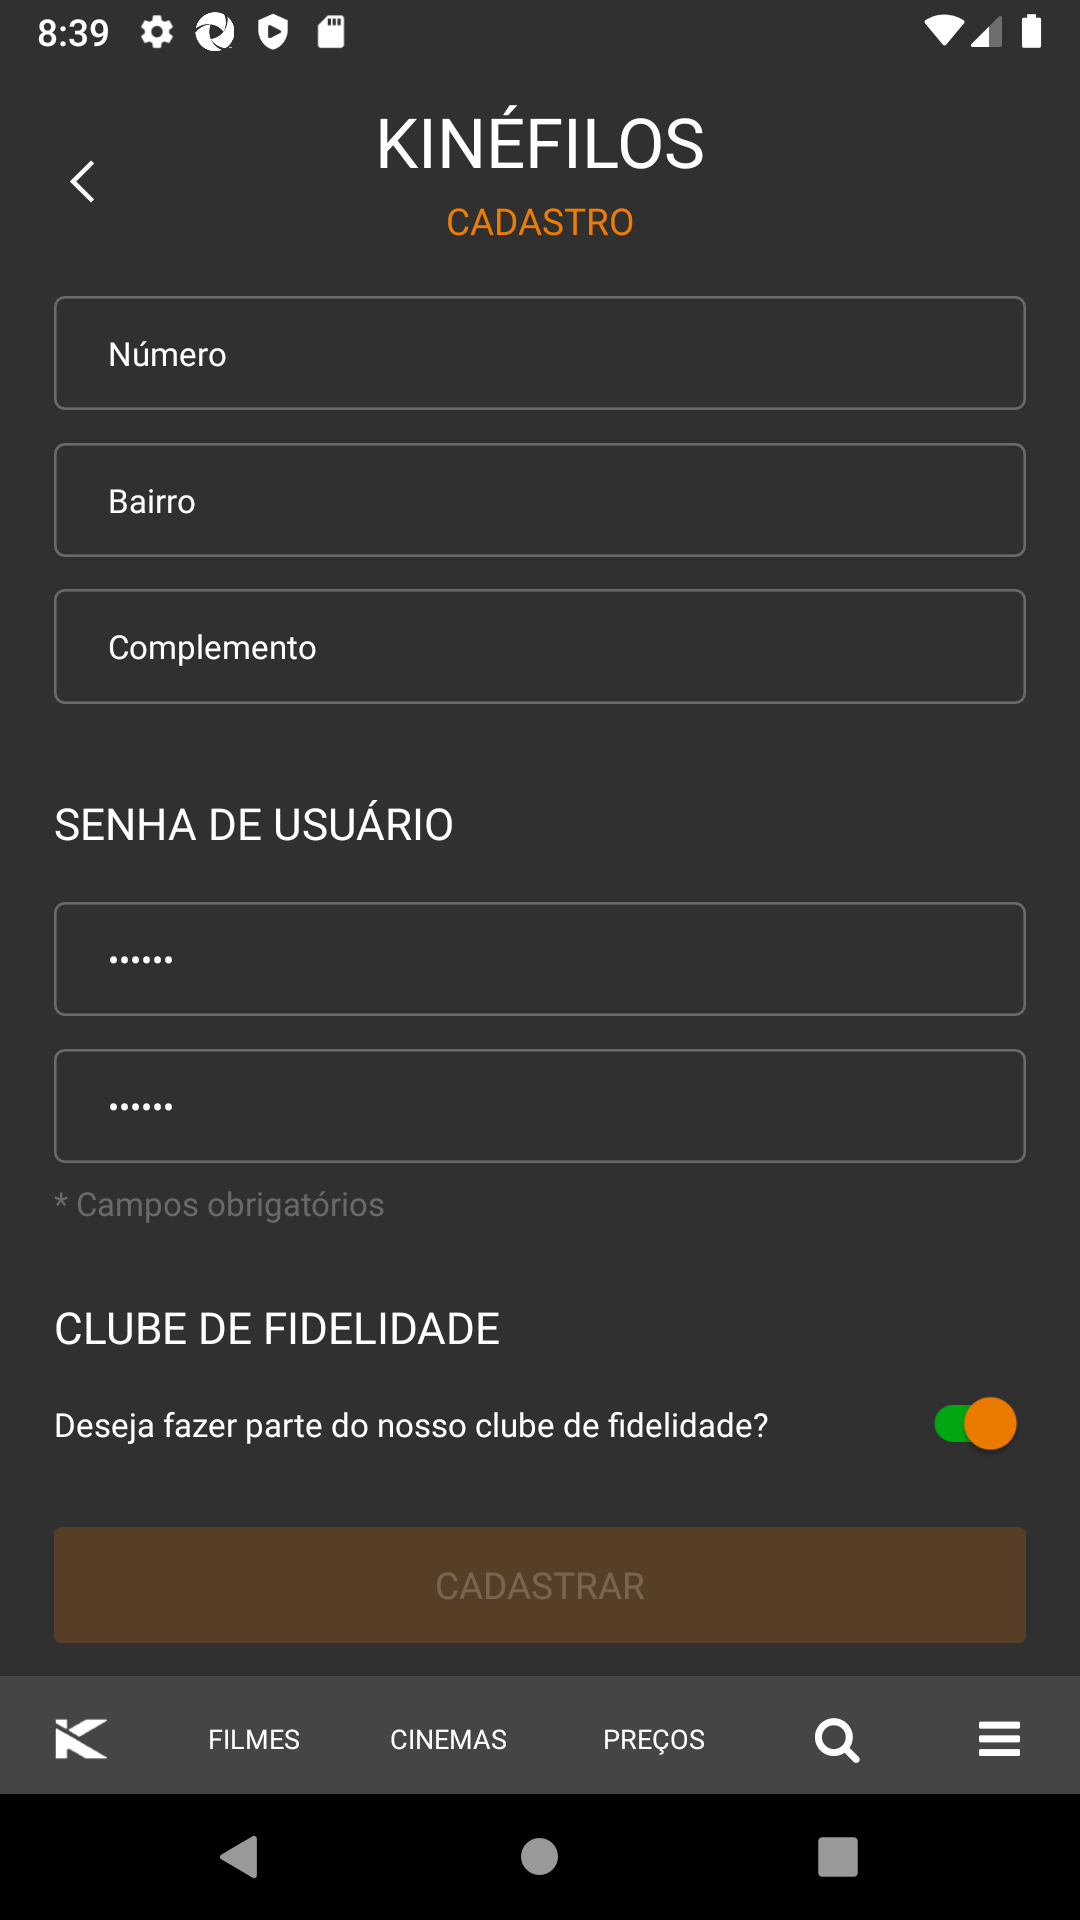 8:39
KINÉFILOS
CADASTRO
Número
Bairro
Complemento
SENHA DE USUÁRIO
••••••
••••••
* Campos obrigatórios
CLUBE DE FIDELIDADE
Deseja fazer parte do nosso clube de fidelidade?
CADASTRAR
FILMES CINEMAS PREÇOS